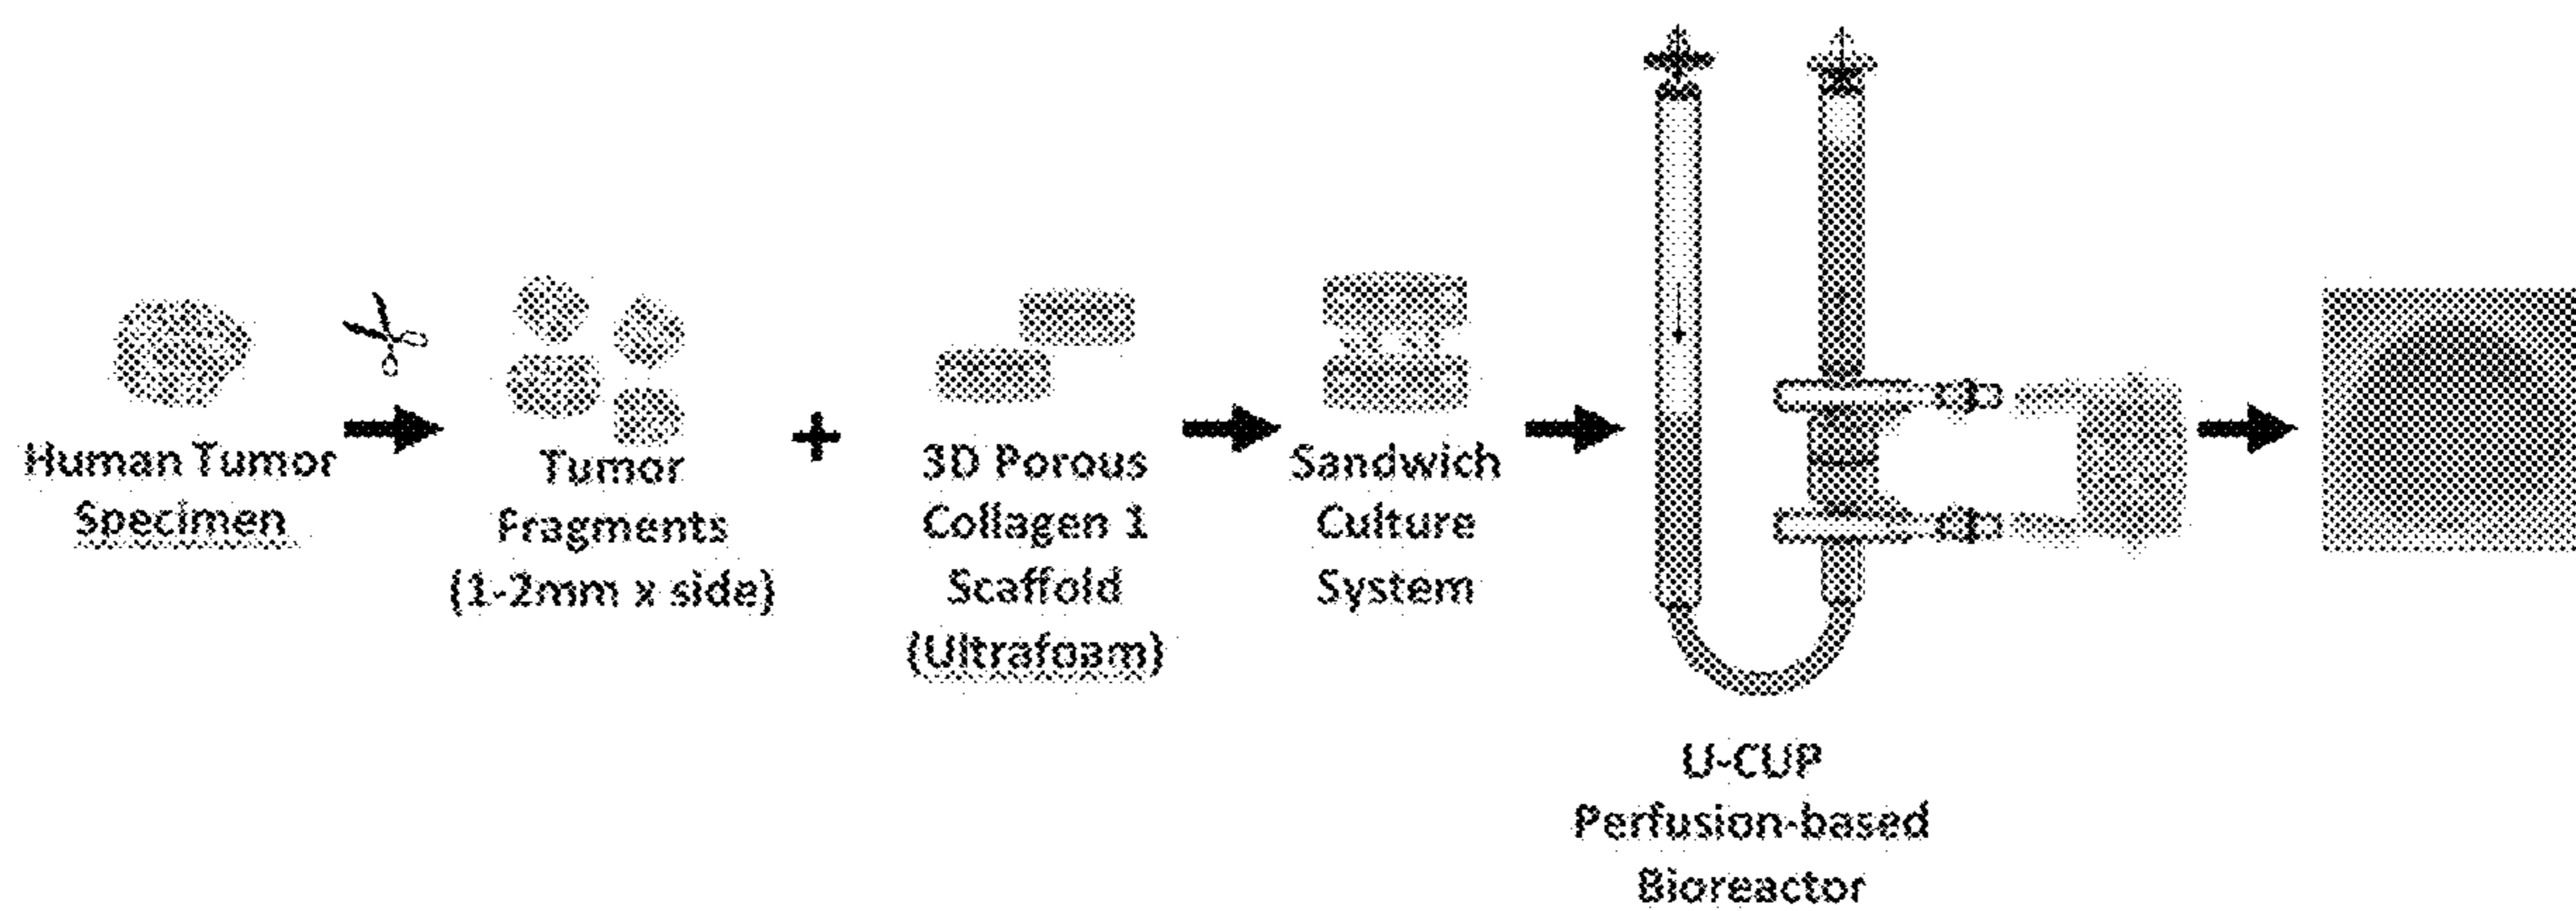 Human Tumor
Specimen
Tumor
Fragments
(1-2mm x side)
+
3D Porous
Collagen 1
Scaffold
(Ultrafoam)
Sandwich
Culture
System
U-CUP
Perfusion-based
Bioreactor